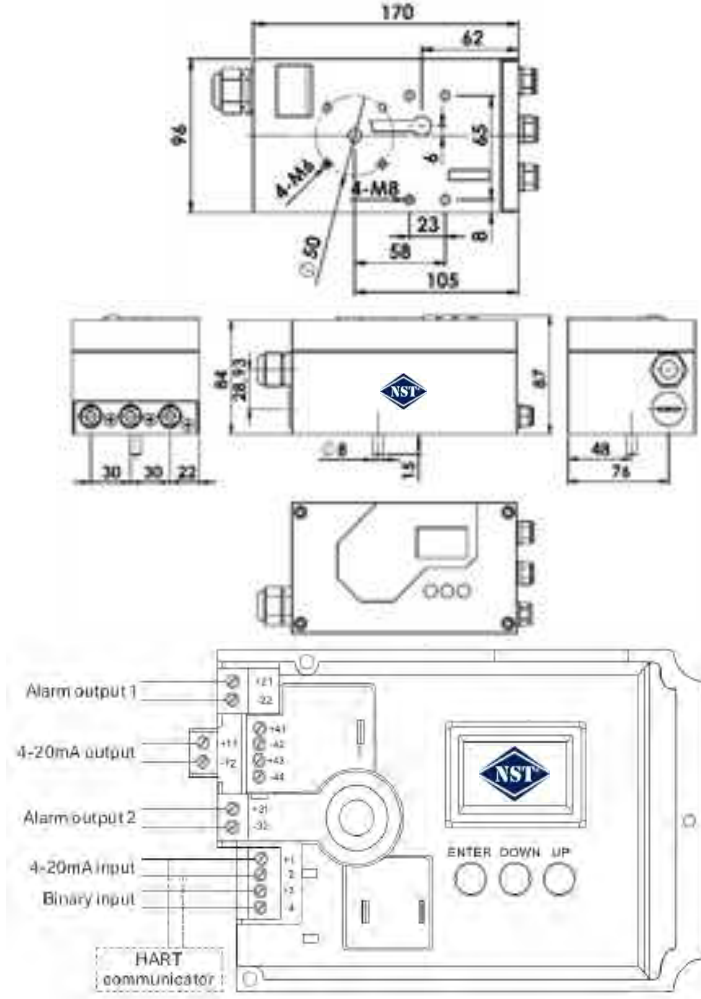 170
62
96
65
6
4-M6
4-M8
23
8
∅50
58
105
84
28.93
87
NST®
∅8
15
30
30
22
48
76
Alarm output 1
+21
-22
+41
4-20mA output
+11
-42
-12
+43
-44
NST®
Alarm output 2
+31
-32
ENTER DOWN UP
4-20mA input
+1
2
Binary input
+3
4
HART
communicator